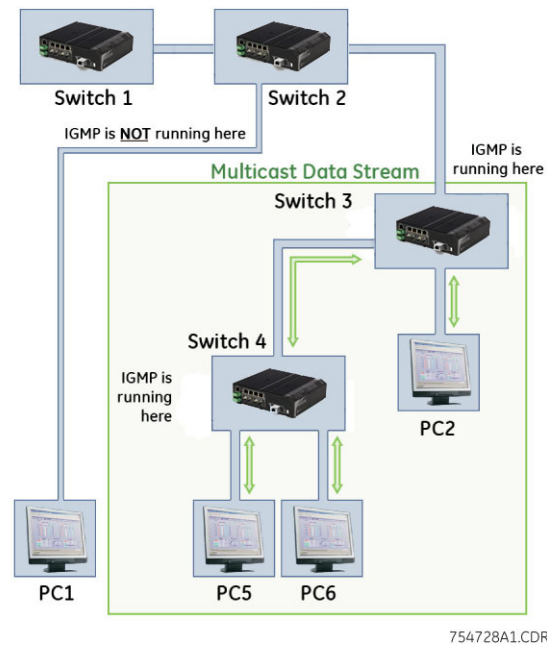 Switch 1
Switch 2
IGMP is NOT running here
IGMP is
running here
Multicast Data Stream
Switch 3
Switch 4
IGMP is
running
here
PC2
PC1
PC5
PC6
754728A1.CDR